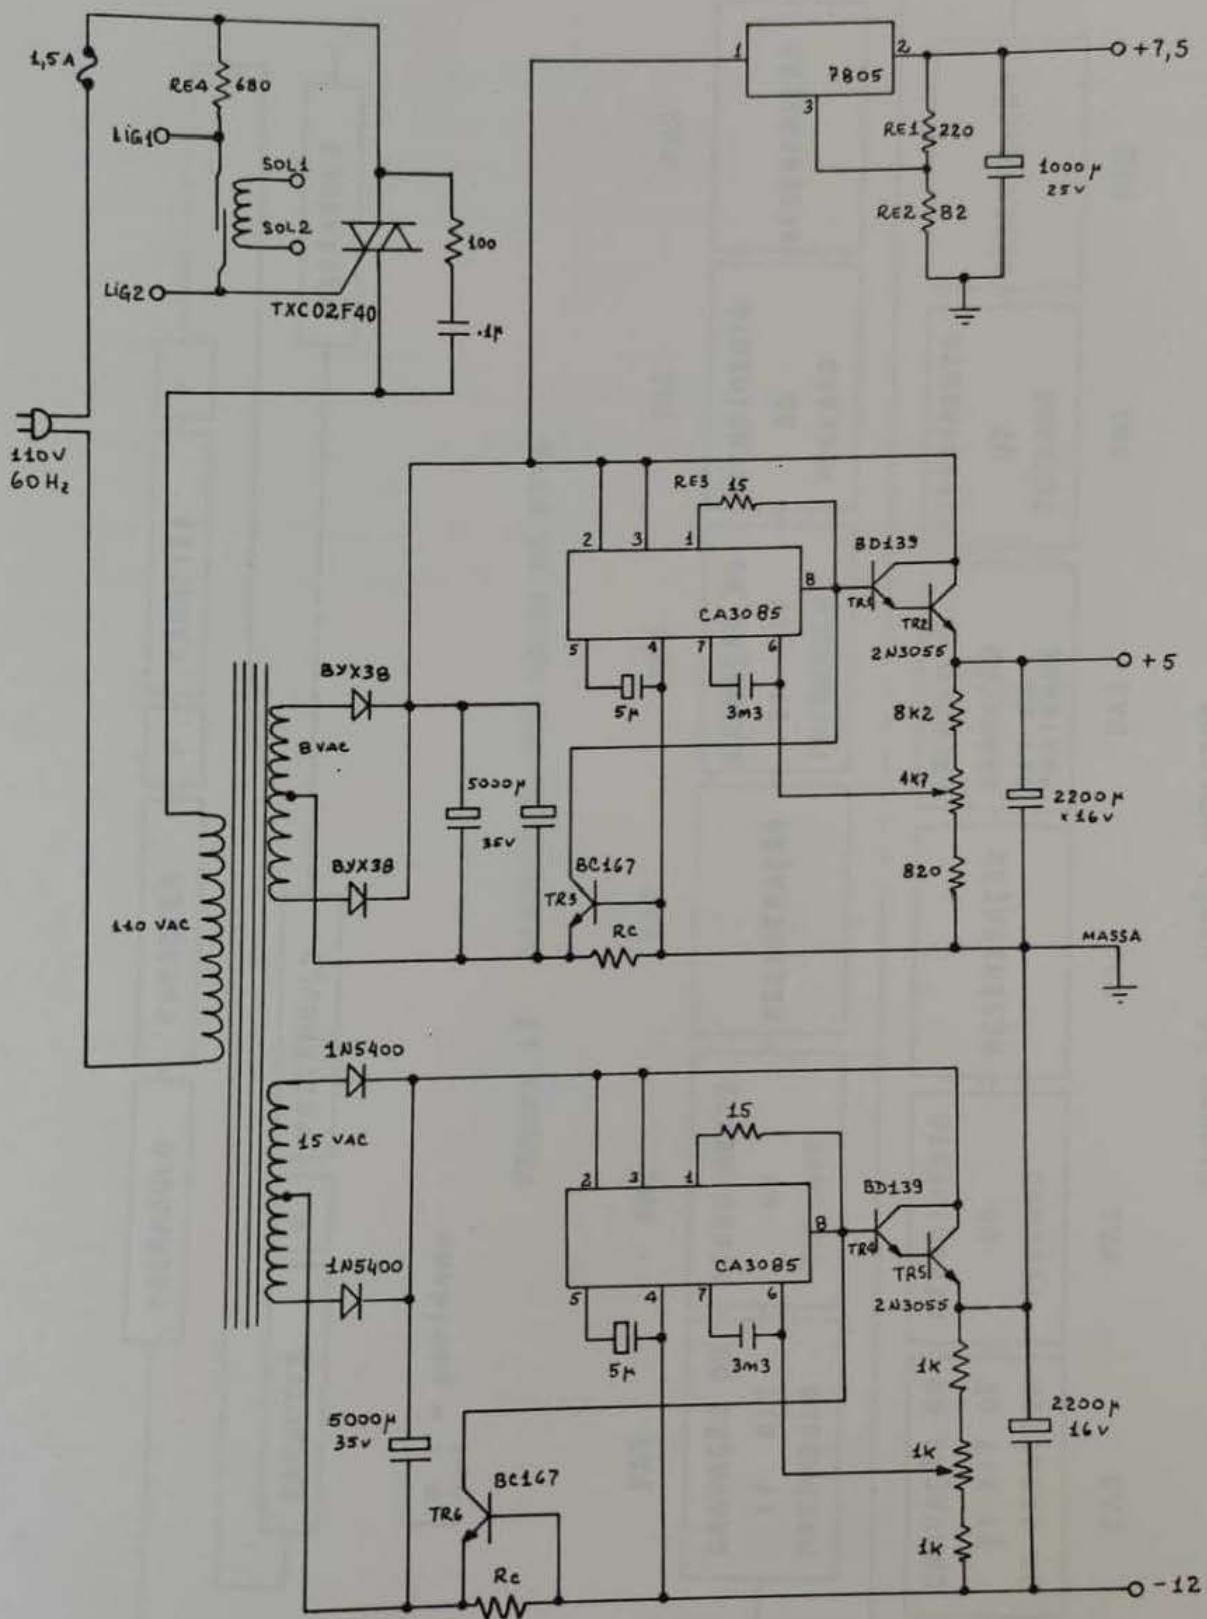 1,5A
RE4 680
LiG1
SOL1
SOL2
LiG2
TXC02F40
100
.1µ
110V
60Hz
1
7805
2
3
+7,5
RE1 220
RE2 82
1000µ
25V
RE3 15
2 3 1
8
CA3085
5 4 7 6
5µ
3m3
BD139
TR1
TR2
2N3055
+5
8K2
4K7
820
2200µ
x 16V
MASSA
BYX38
8 VAC
BYX38
5000µ
35V
BC167
TR3
Rc
110 VAC
1N5400
15 VAC
1N5400
5000µ
35V
15
2 3 1
8
CA3085
5 4 7 6
5µ
3m3
BD139
TR4
TR5
2N3055
1K
1K
1K
2200µ
16V
BC167
TR6
Rc
-12